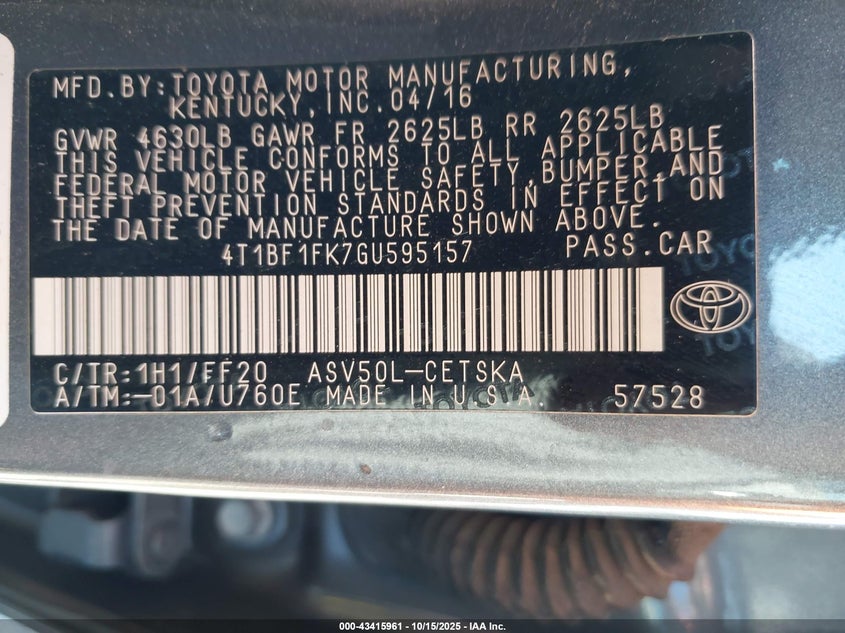 MFD.BY:TOYOTA MOTOR MANUFACTURING,
KENTUCKY,INC.04/16
GVWR 4630LB GAWR FR 2625LB RR 2625LB
THIS VEHICLE CONFORMS TO ALL APPLICABLE
FEDERAL MOTOR VEHICLE SAFETY,BUMPER,AND
THEFT PREVENTION STANDARDS IN EFFECT ON
THE DATE OF MANUFACTURE SHOWN ABOVE.
4T1BF1FK7GU595157 PASS.CAR
C/TR:1H1/FF20 ASV50L-CETSKA
A/TM:-01A/U760E MADE IN U.S.A. 57528
000-43415961 - 10/15/2025 - IAA Inc.